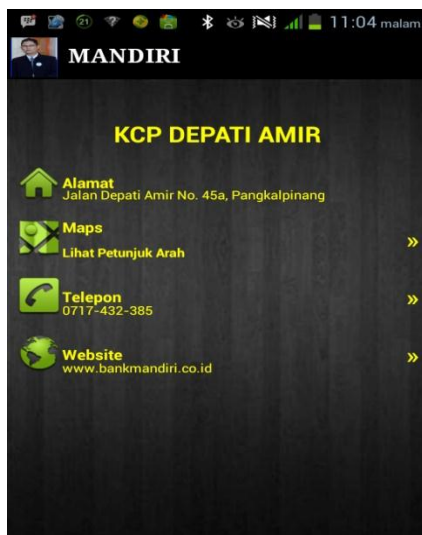 21
11:04 malam
MANDIRI
KCP DEPATI AMIR
Alamat
Jalan Depati Amir No. 45a, Pangkalpinang
Maps
Lihat Petunjuk Arah
»
Telepon
0717-432-385
»
Website
www.bankmandiri.co.id
»